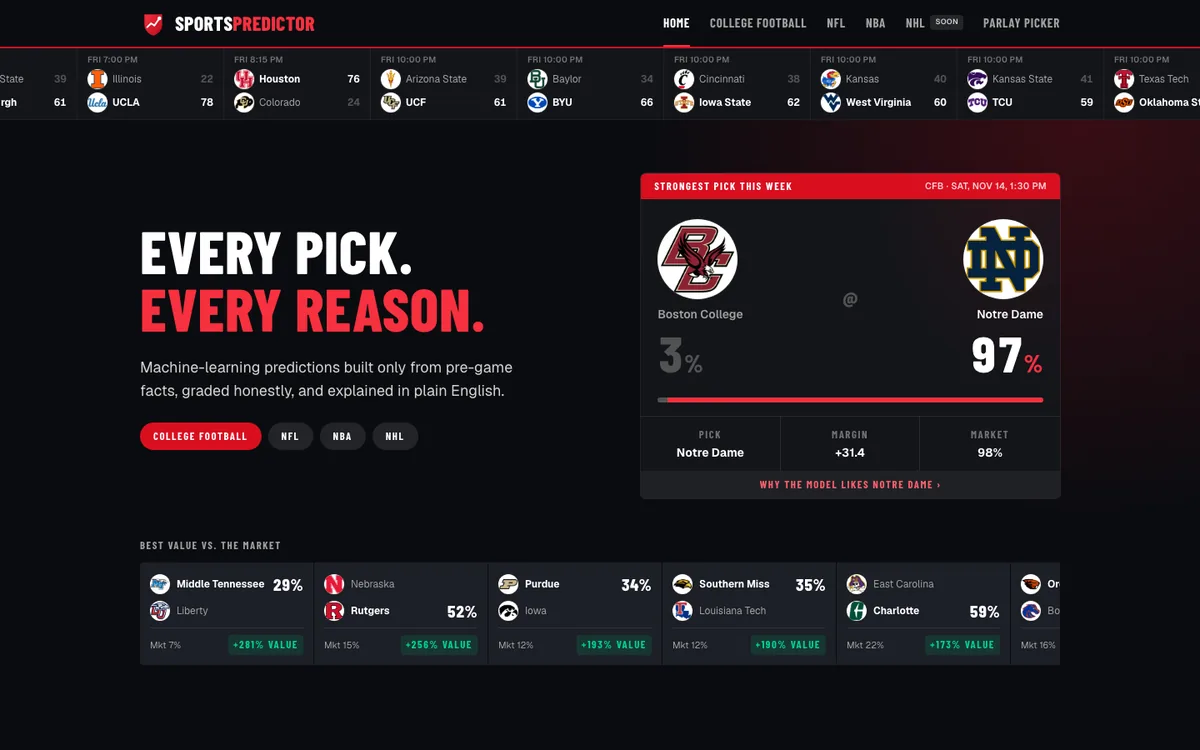 SPORTSPREDICTOR
HOME COLLEGE FOOTBALL NFL NBA NHL SOON PARLAY PICKER
State 39
rgh 61
FRI 7:00 PM
Illinois 22
UCLA 78
FRI 8:15 PM
Houston 76
Colorado 24
FRI 10:00 PM
Arizona State 39
UCF 61
FRI 10:00 PM
Baylor 34
BYU 66
FRI 10:00 PM
Cincinnati 38
Iowa State 62
FRI 10:00 PM
Kansas 40
West Virginia 60
FRI 10:00 PM
Kansas State 41
TCU 59
FRI 10:00 PM
Texas Tech
Oklahoma St
EVERY PICK.
EVERY REASON.
Machine-learning predictions built only from pre-game
facts, graded honestly, and explained in plain English.
COLLEGE FOOTBALL NFL NBA NHL
STRONGEST PICK THIS WEEK CFB · SAT, NOV 14, 1:30 PM
Boston College @ Notre Dame
3% 97%
PICK
Notre Dame
MARGIN
+31.4
MARKET
98%
WHY THE MODEL LIKES NOTRE DAME ›
BEST VALUE VS. THE MARKET
Middle Tennessee 29%
Liberty
Mkt 7% +281% VALUE
Nebraska
Rutgers 52%
Mkt 15% +256% VALUE
Purdue 34%
Iowa
Mkt 12% +193% VALUE
Southern Miss 35%
Louisiana Tech
Mkt 12% +190% VALUE
East Carolina
Charlotte 59%
Mkt 22% +173% VALUE
Or
Bo
Mkt 16%